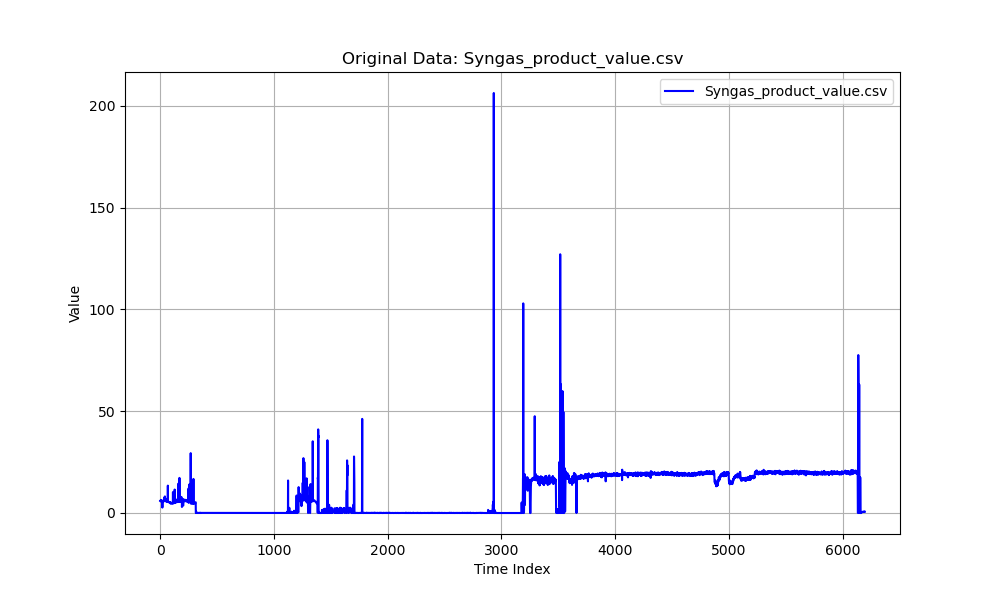 Original Data: Syngas_product_value.csv
Syngas_product_value.csv
200
150
100
50
0
Value
0 1000 2000 3000 4000 5000 6000
Time Index